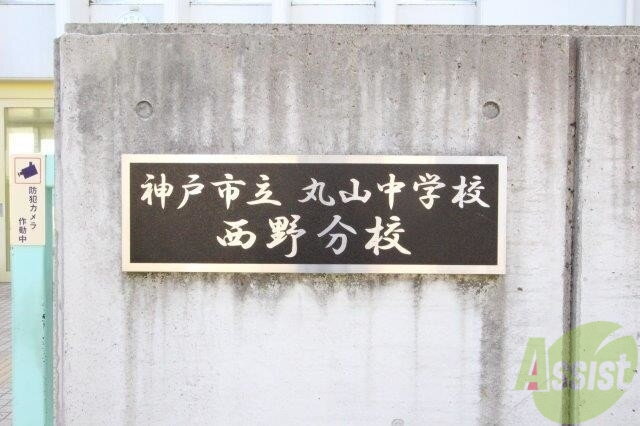 神戸市立 丸山中学校
西野分校
防犯カメラ
作動中
Assist